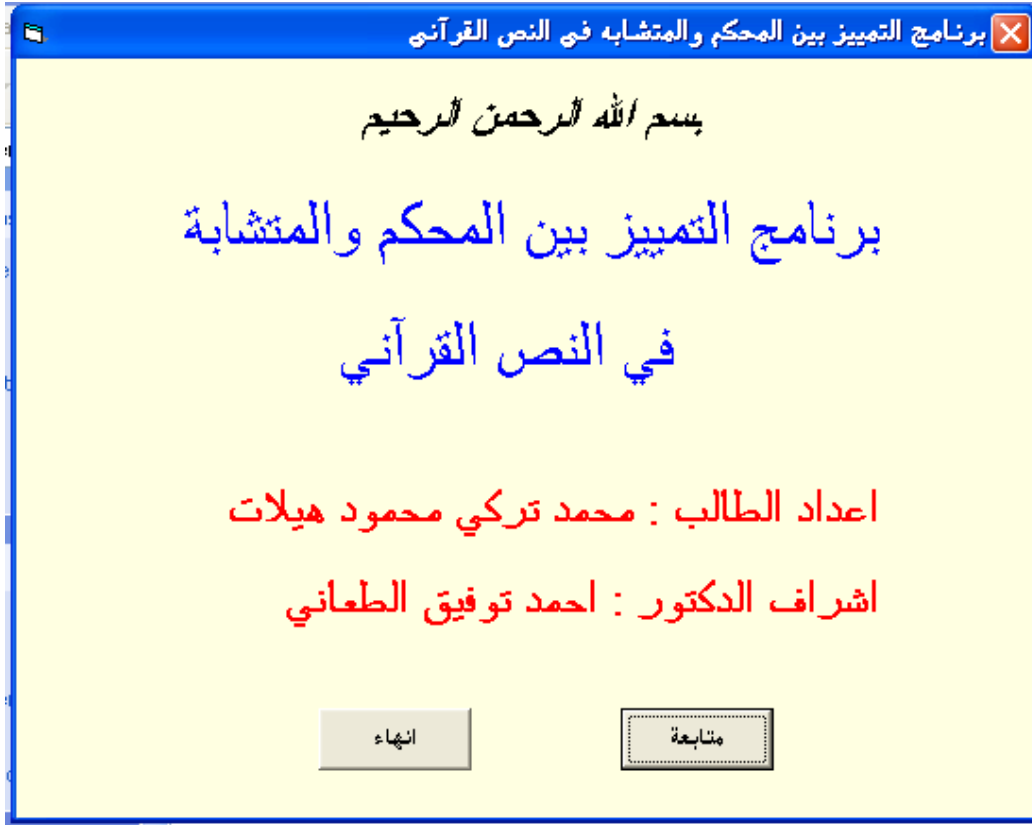 برنامج التمييز بين المحكم والمتشابه في النص القرآني
بسم الله الرحمن الرحيم
برنامج التمييز بين المحكم والمتشابة
في النص القرآني
اعداد الطالب : محمد تركي محمود هيلات
اشراف الدكتور : احمد توفيق الطعاني
متابعة
انهاء